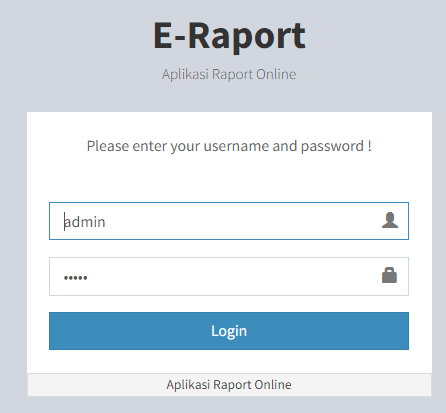 E-Raport
Aplikasi Raport Online
Please enter your username and password !
admin
•••••
Login
Aplikasi Raport Online